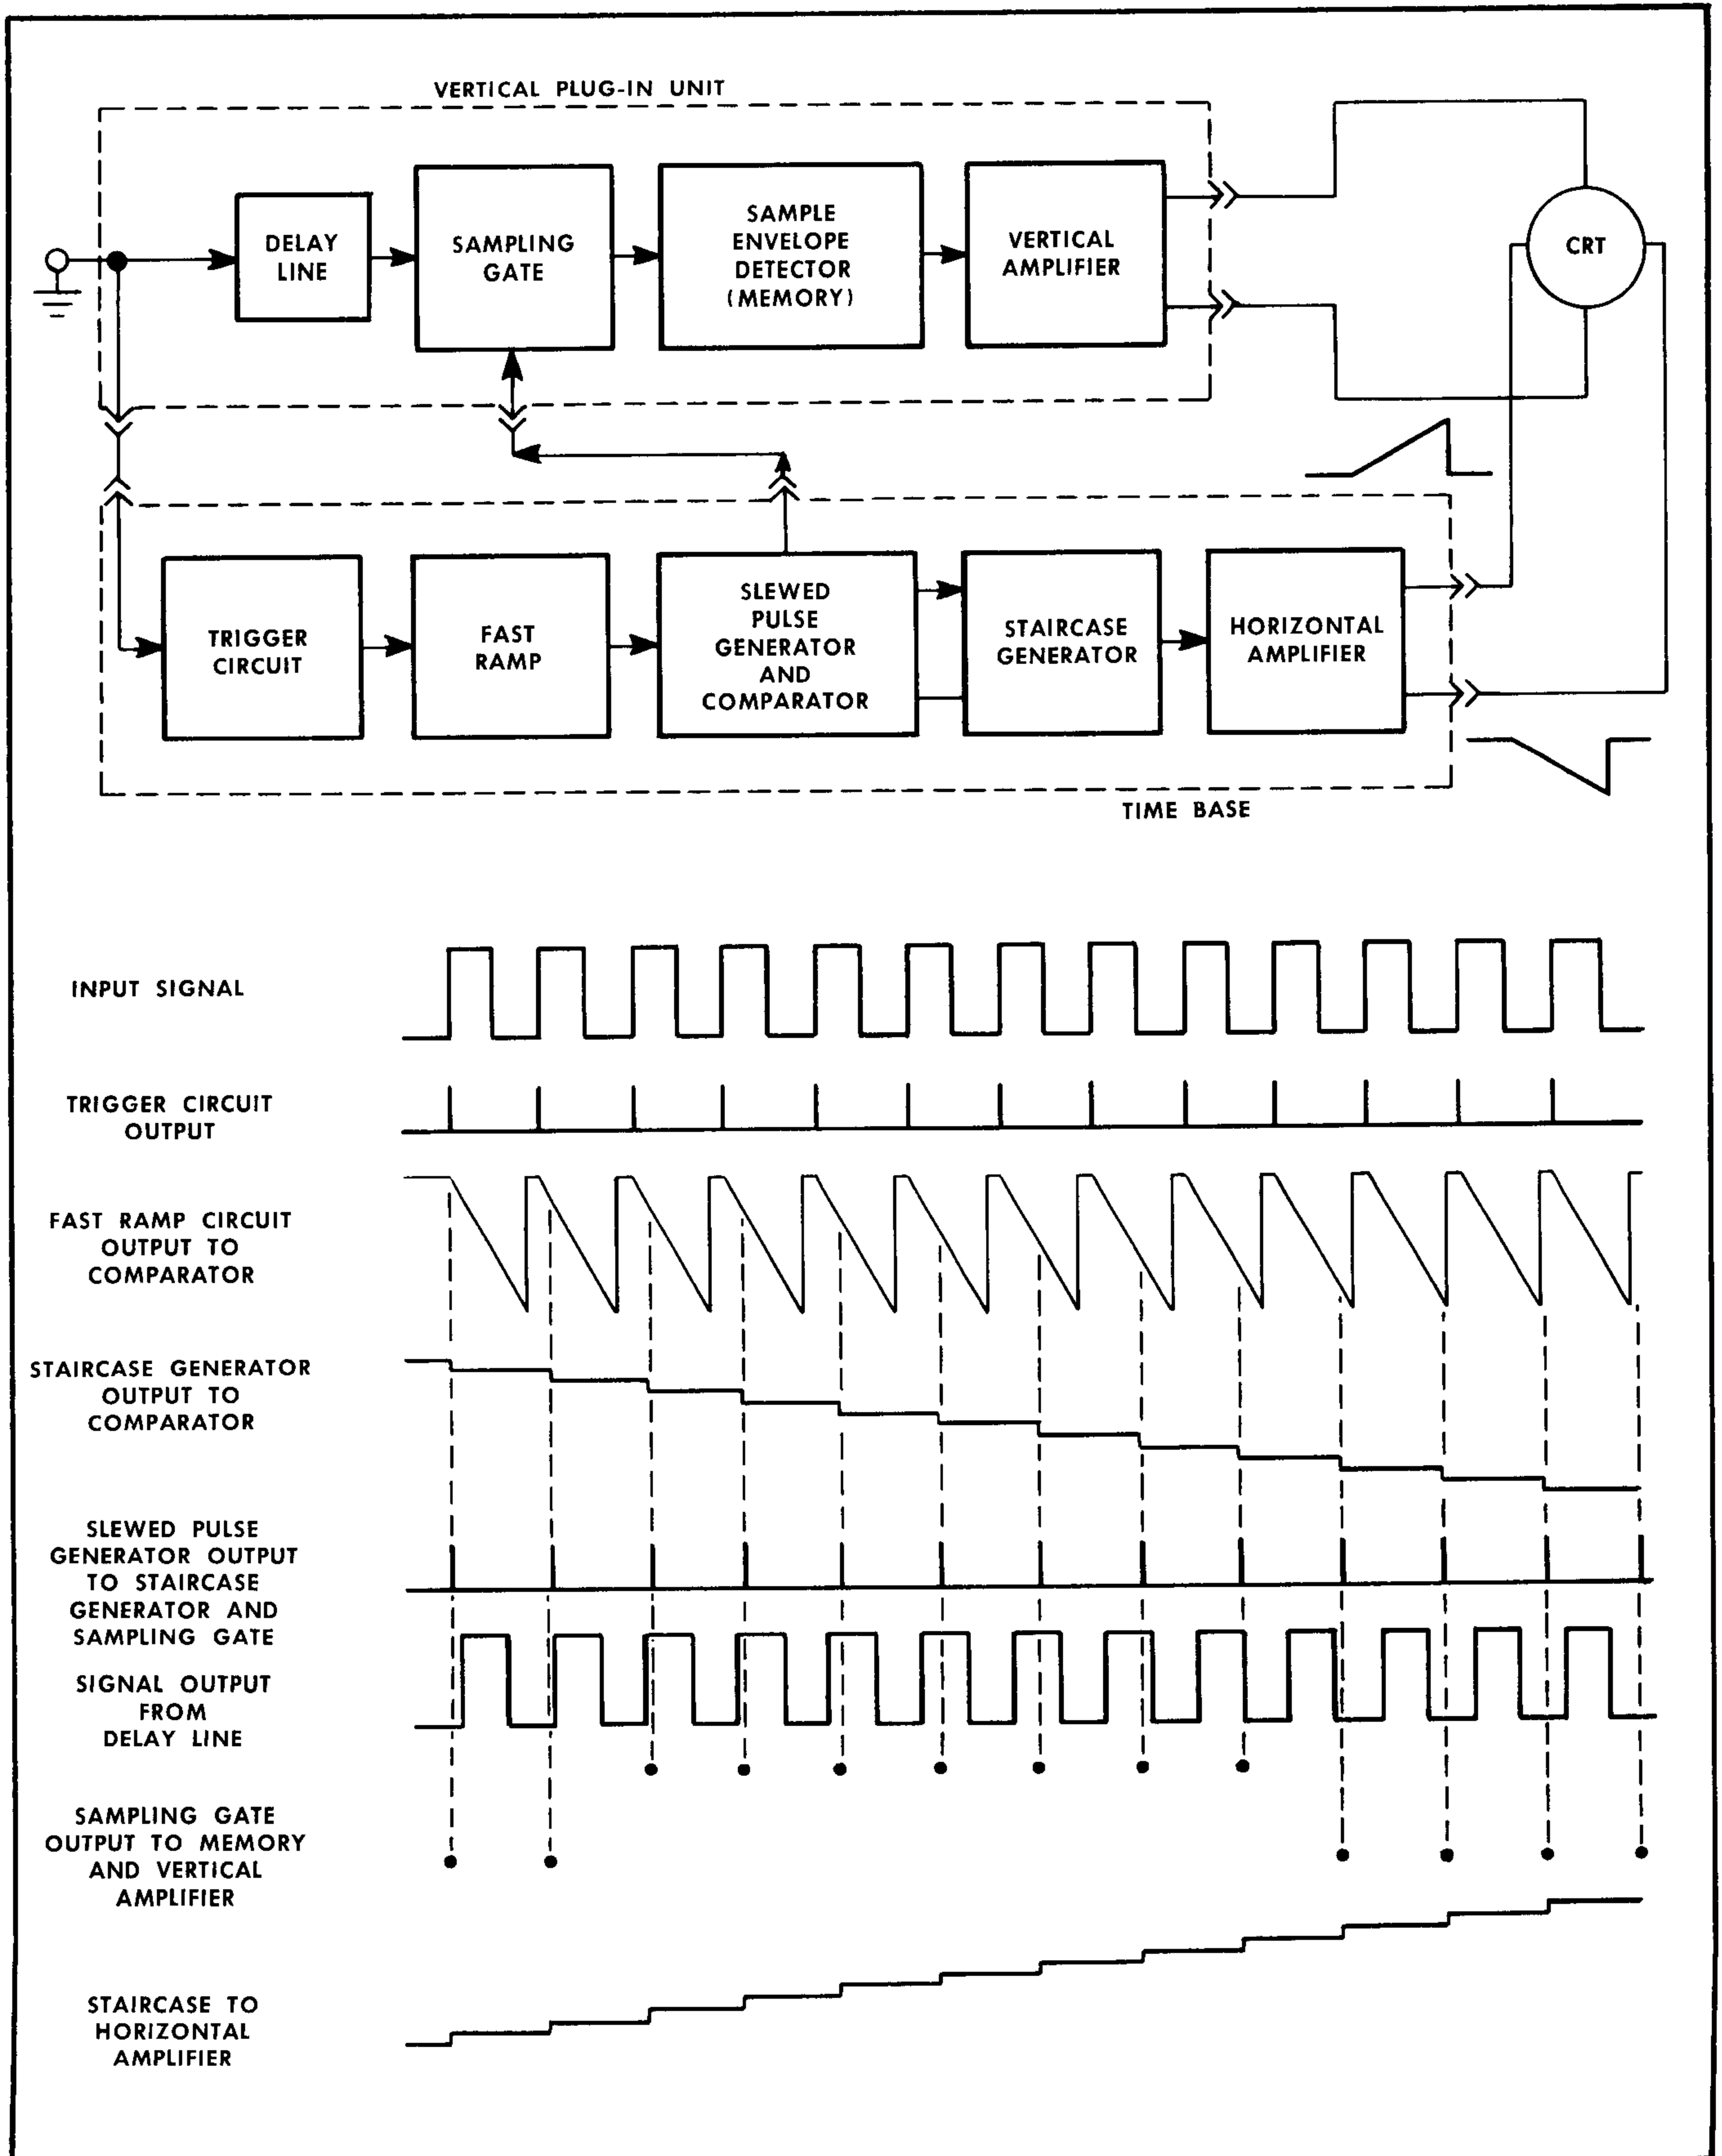 VERTICAL PLUG-IN UNIT
DELAY
LINE
SAMPLING
GATE
SAMPLE
ENVELOPE
DETECTOR
(MEMORY)
VERTICAL
AMPLIFIER
CRT
TRIGGER
CIRCUIT
FAST
RAMP
SLEWED
PULSE
GENERATOR
AND
COMPARATOR
STAIRCASE
GENERATOR
HORIZONTAL
AMPLIFIER
TIME BASE
INPUT SIGNAL
TRIGGER CIRCUIT
OUTPUT
FAST RAMP CIRCUIT
OUTPUT TO
COMPARATOR
STAIRCASE GENERATOR
OUTPUT TO
COMPARATOR
SLEWED PULSE
GENERATOR OUTPUT
TO STAIRCASE
GENERATOR AND
SAMPLING GATE
SIGNAL OUTPUT
FROM
DELAY LINE
SAMPLING GATE
OUTPUT TO MEMORY
AND VERTICAL
AMPLIFIER
STAIRCASE TO
HORIZONTAL
AMPLIFIER